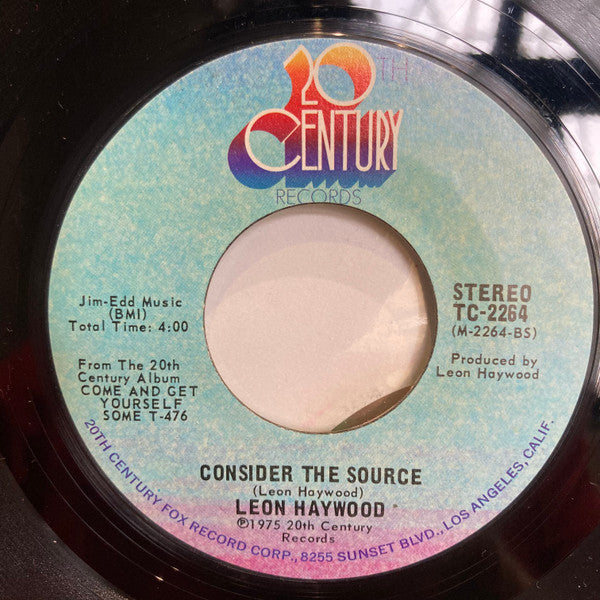 20TH
CENTURY
RECORDS
Jim-Edd Music
(BMI)
Total Time: 4:00
From The 20th
Century Album
COME AND GET
YOURSELF
SOME T-476
STEREO
TC-2264
(M-2264-BS)
Produced by
Leon Haywood
CONSIDER THE SOURCE
(Leon Haywood)
LEON HAYWOOD
℗1975 20th Century
Records
20TH CENTURY FOX RECORD CORP., 8255 SUNSET BLVD., LOS ANGELES, CALIF.